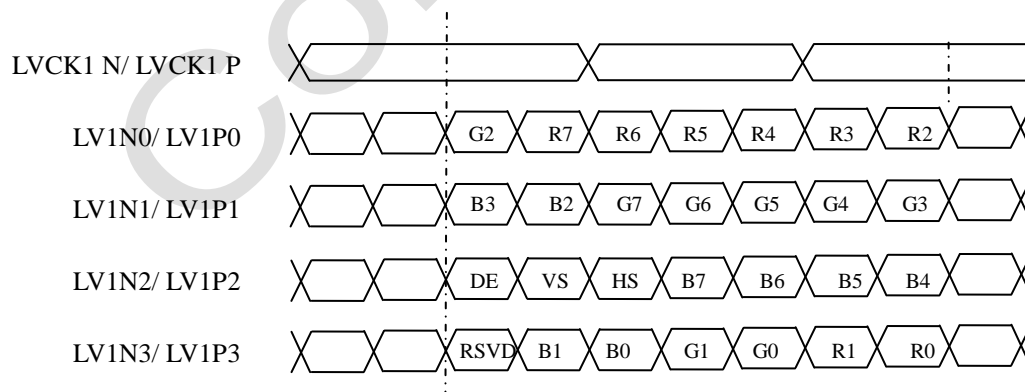 Co
LVCK1 N/ LVCK1 P
LV1N0/ LV1P0 G2 R7 R6 R5 R4 R3 R2
LV1N1/ LV1P1 B3 B2 G7 G6 G5 G4 G3
LV1N2/ LV1P2 DE VS HS B7 B6 B5 B4
LV1N3/ LV1P3 RSVD B1 B0 G1 G0 R1 R0